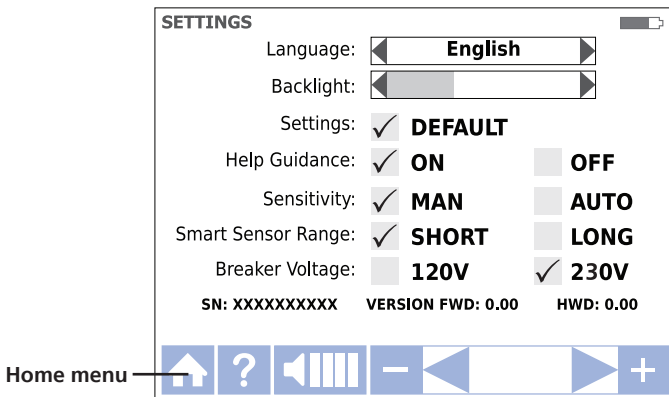 SETTINGS
Language: English
Backlight:
Settings: DEFAULT
Help Guidance: ON OFF
Sensitivity: MAN AUTO
Smart Sensor Range: SHORT LONG
Breaker Voltage: 120V 230V
SN: XXXXXXXXXX VERSION FWD: 0.00 HWD: 0.00
Home menu ? − +